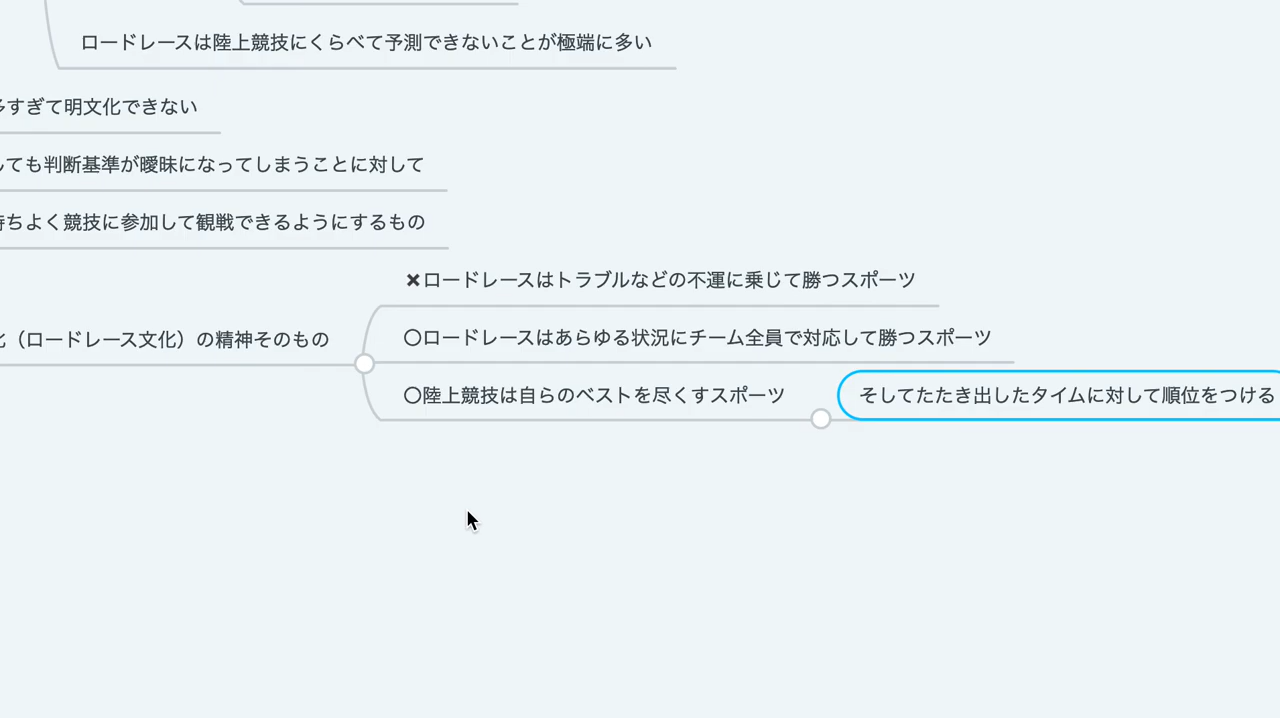 ロードレースは陸上競技にくらべて予測できないことが極端に多い
多すぎて明文化できない
しても判断基準が曖昧になってしまうことに対して
持ちよく競技に参加して観戦できるようにするもの
✖ロードレースはトラブルなどの不運に乗じて勝つスポーツ
化（ロードレース文化）の精神そのもの
〇ロードレースはあらゆる状況にチーム全員で対応して勝つスポーツ
〇陸上競技は自らのベストを尽くすスポーツ
そしてたたき出したタイムに対して順位をつける